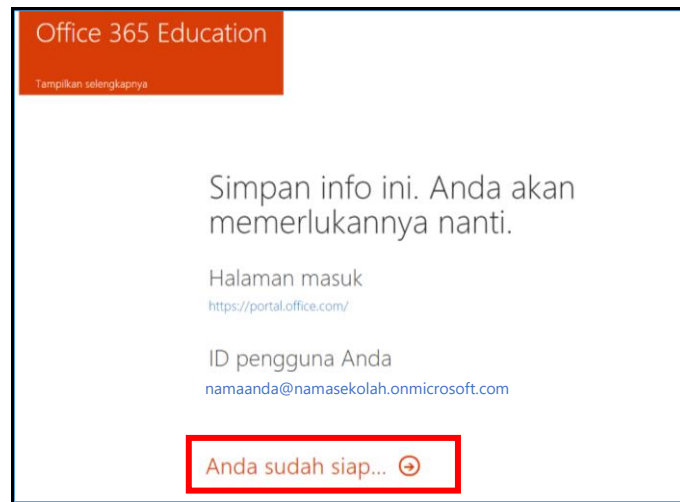 Office 365 Education
Tampilkan selengkapnya
Simpan info ini. Anda akan
memerlukannya nanti.
Halaman masuk
https://portal.office.com/
ID pengguna Anda
namaanda@namasekolah.onmicrosoft.com
Anda sudah siap...